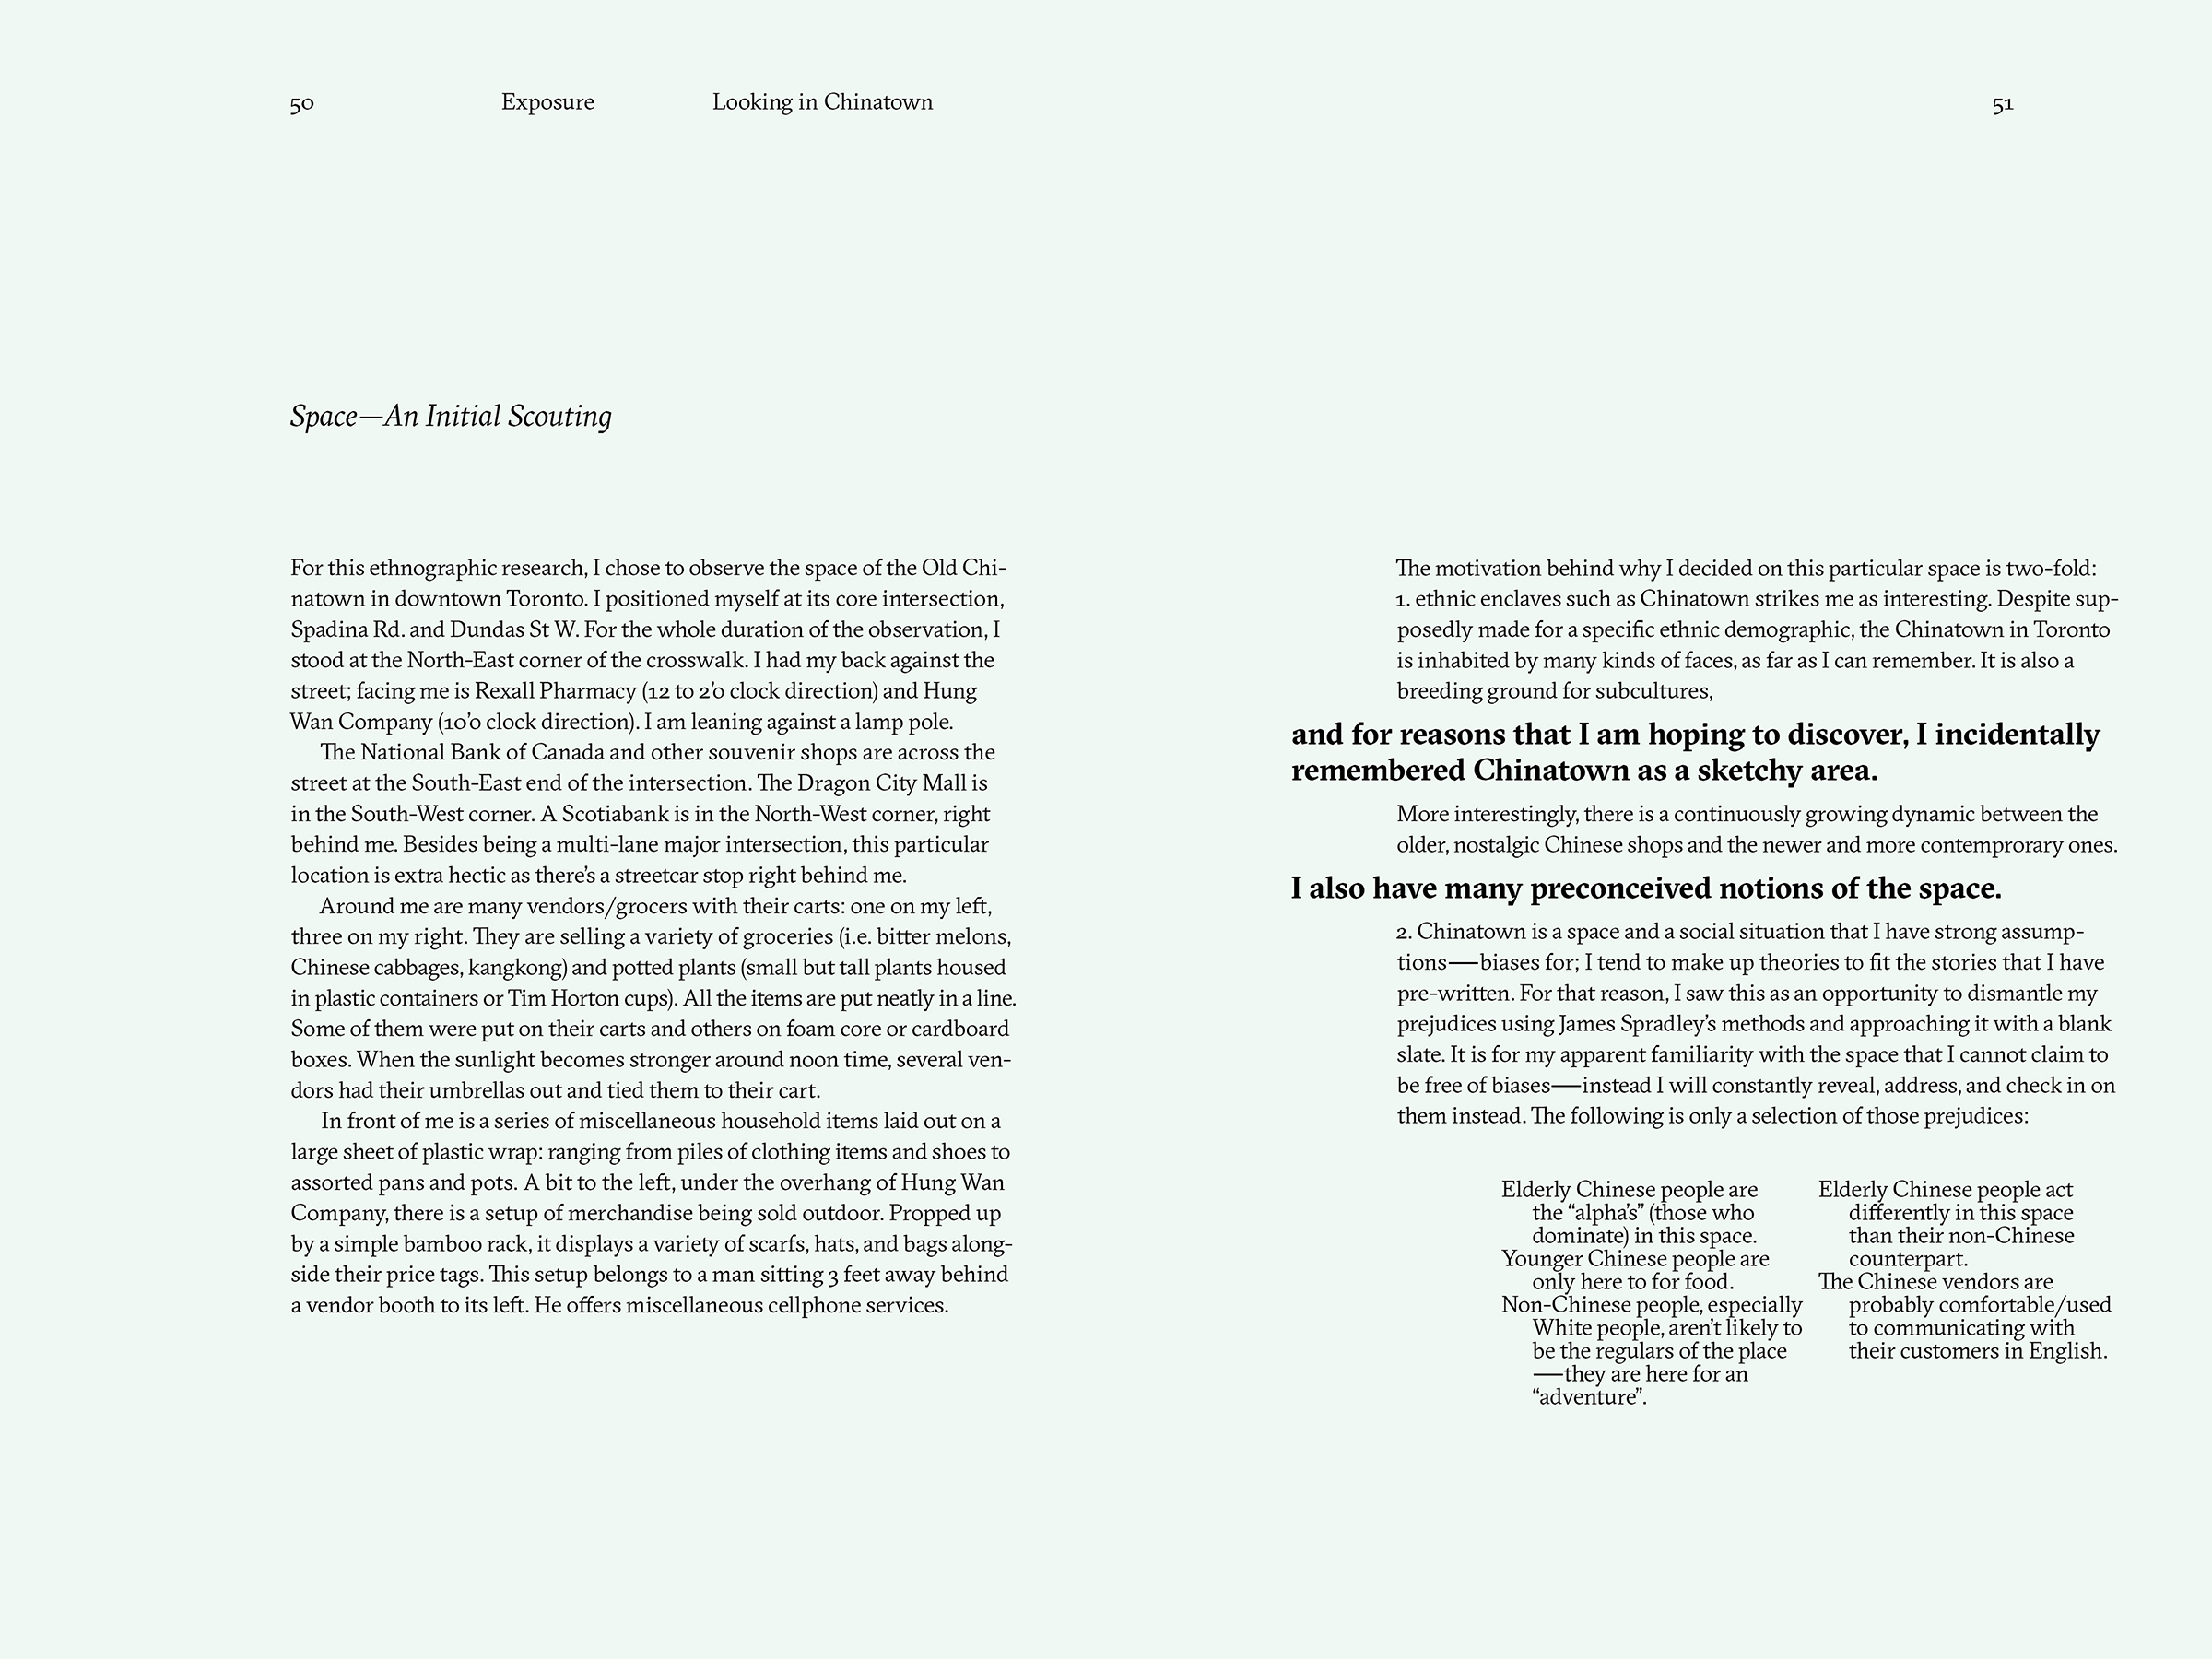 50 Exposure Looking in Chinatown
51
Space—An Initial Scouting
For this ethnographic research, I chose to observe the space of the Old Chi-
natown in downtown Toronto. I positioned myself at its core intersection,
Spadina Rd. and Dundas St W. For the whole duration of the observation, I
stood at the North-East corner of the crosswalk. I had my back against the
street; facing me is Rexall Pharmacy (12 to 2’o clock direction) and Hung
Wan Company (10’o clock direction). I am leaning against a lamp pole.
The National Bank of Canada and other souvenir shops are across the
street at the South-East end of the intersection. The Dragon City Mall is
in the South-West corner. A Scotiabank is in the North-West corner, right
behind me. Besides being a multi-lane major intersection, this particular
location is extra hectic as there’s a streetcar stop right behind me.
Around me are many vendors/grocers with their carts: one on my left,
three on my right. They are selling a variety of groceries (i.e. bitter melons,
Chinese cabbages, kangkong) and potted plants (small but tall plants housed
in plastic containers or Tim Horton cups). All the items are put neatly in a line.
Some of them were put on their carts and others on foam core or cardboard
boxes. When the sunlight becomes stronger around noon time, several ven-
dors had their umbrellas out and tied them to their cart.
In front of me is a series of miscellaneous household items laid out on a
large sheet of plastic wrap: ranging from piles of clothing items and shoes to
assorted pans and pots. A bit to the left, under the overhang of Hung Wan
Company, there is a setup of merchandise being sold outdoor. Propped up
by a simple bamboo rack, it displays a variety of scarfs, hats, and bags along-
side their price tags. This setup belongs to a man sitting 3 feet away behind
a vendor booth to its left. He offers miscellaneous cellphone services.
The motivation behind why I decided on this particular space is two-fold:
1. ethnic enclaves such as Chinatown strikes me as interesting. Despite sup-
posedly made for a specific ethnic demographic, the Chinatown in Toronto
is inhabited by many kinds of faces, as far as I can remember. It is also a
breeding ground for subcultures,
and for reasons that I am hoping to discover, I incidentally
remembered Chinatown as a sketchy area.
More interestingly, there is a continuously growing dynamic between the
older, nostalgic Chinese shops and the newer and more contemprorary ones.
I also have many preconceived notions of the space.
2. Chinatown is a space and a social situation that I have strong assump-
tions—biases for; I tend to make up theories to fit the stories that I have
pre-written. For that reason, I saw this as an opportunity to dismantle my
prejudices using James Spradley’s methods and approaching it with a blank
slate. It is for my apparent familiarity with the space that I cannot claim to
be free of biases—instead I will constantly reveal, address, and check in on
them instead. The following is only a selection of those prejudices:
Elderly Chinese people are
the “alpha’s” (those who
dominate) in this space.
Younger Chinese people are
only here to for food.
Non-Chinese people, especially
White people, aren’t likely to
be the regulars of the place
—they are here for an
“adventure”.
Elderly Chinese people act
differently in this space
than their non-Chinese
counterpart.
The Chinese vendors are
probably comfortable/used
to communicating with
their customers in English.